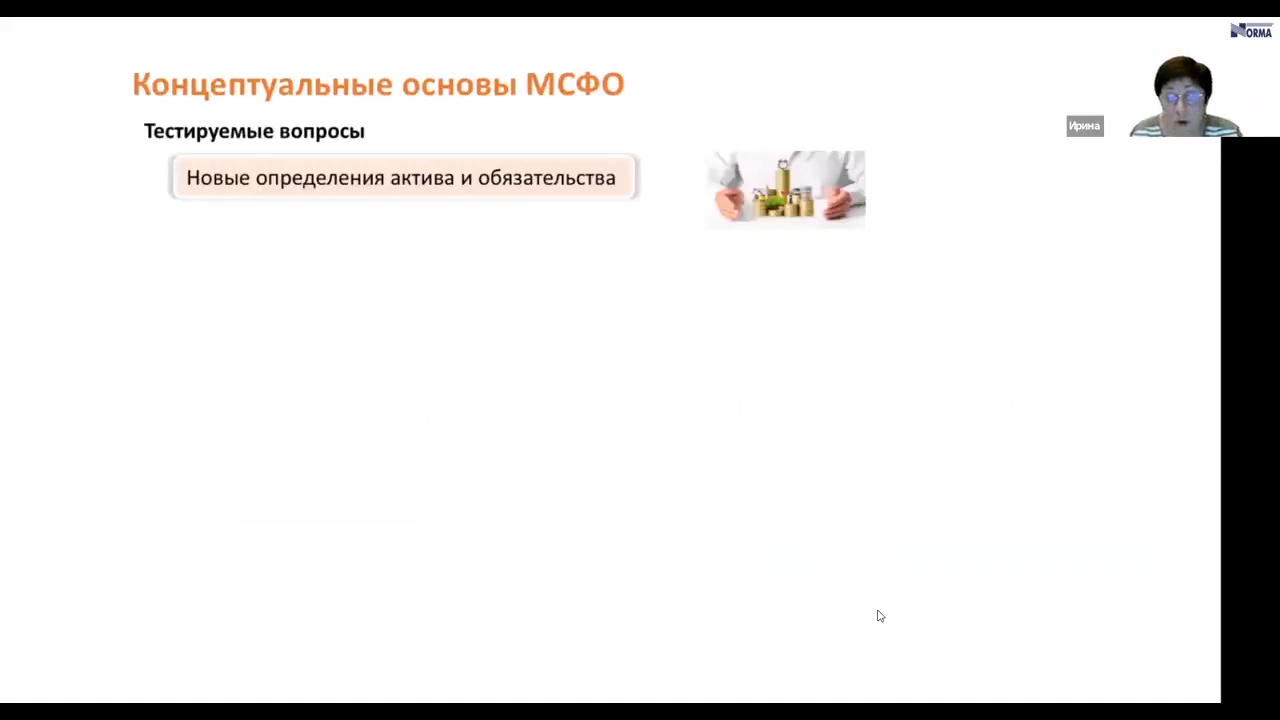 NORMA
Концептуальные основы МСФО
Тестируемые вопросы
Ирина
Новые определения актива и обязательства